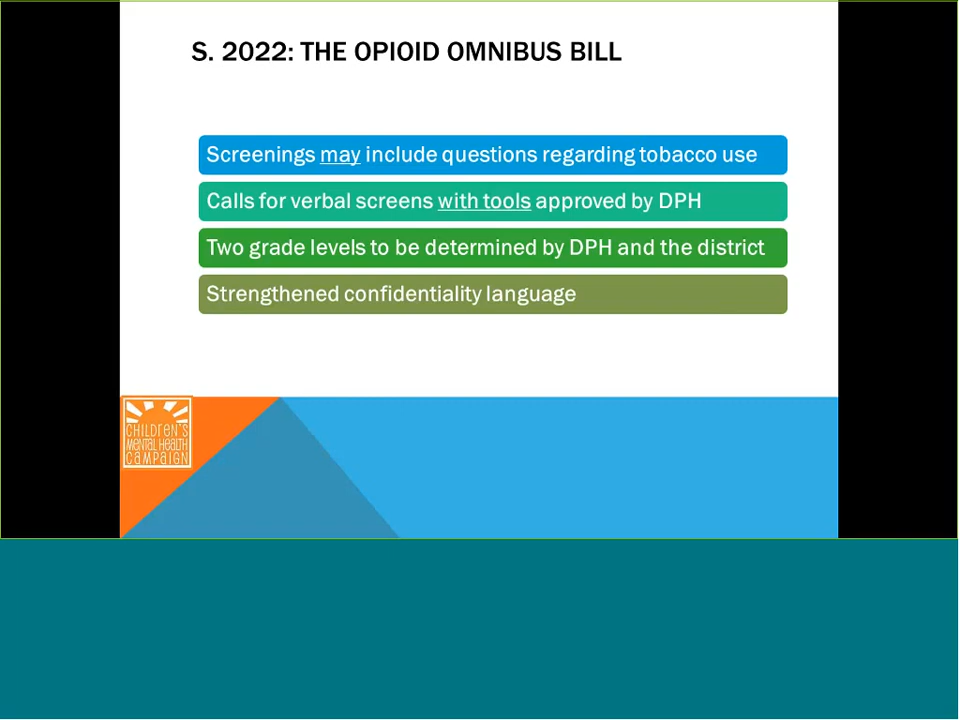 S. 2022: THE OPIOID OMNIBUS BILL
Screenings may include questions regarding tobacco use
Calls for verbal screens with tools approved by DPH
Two grade levels to be determined by DPH and the district
Strengthened confidentiality language
CHILDREN'S
MENTAL HEALTH
CAMPAIGN